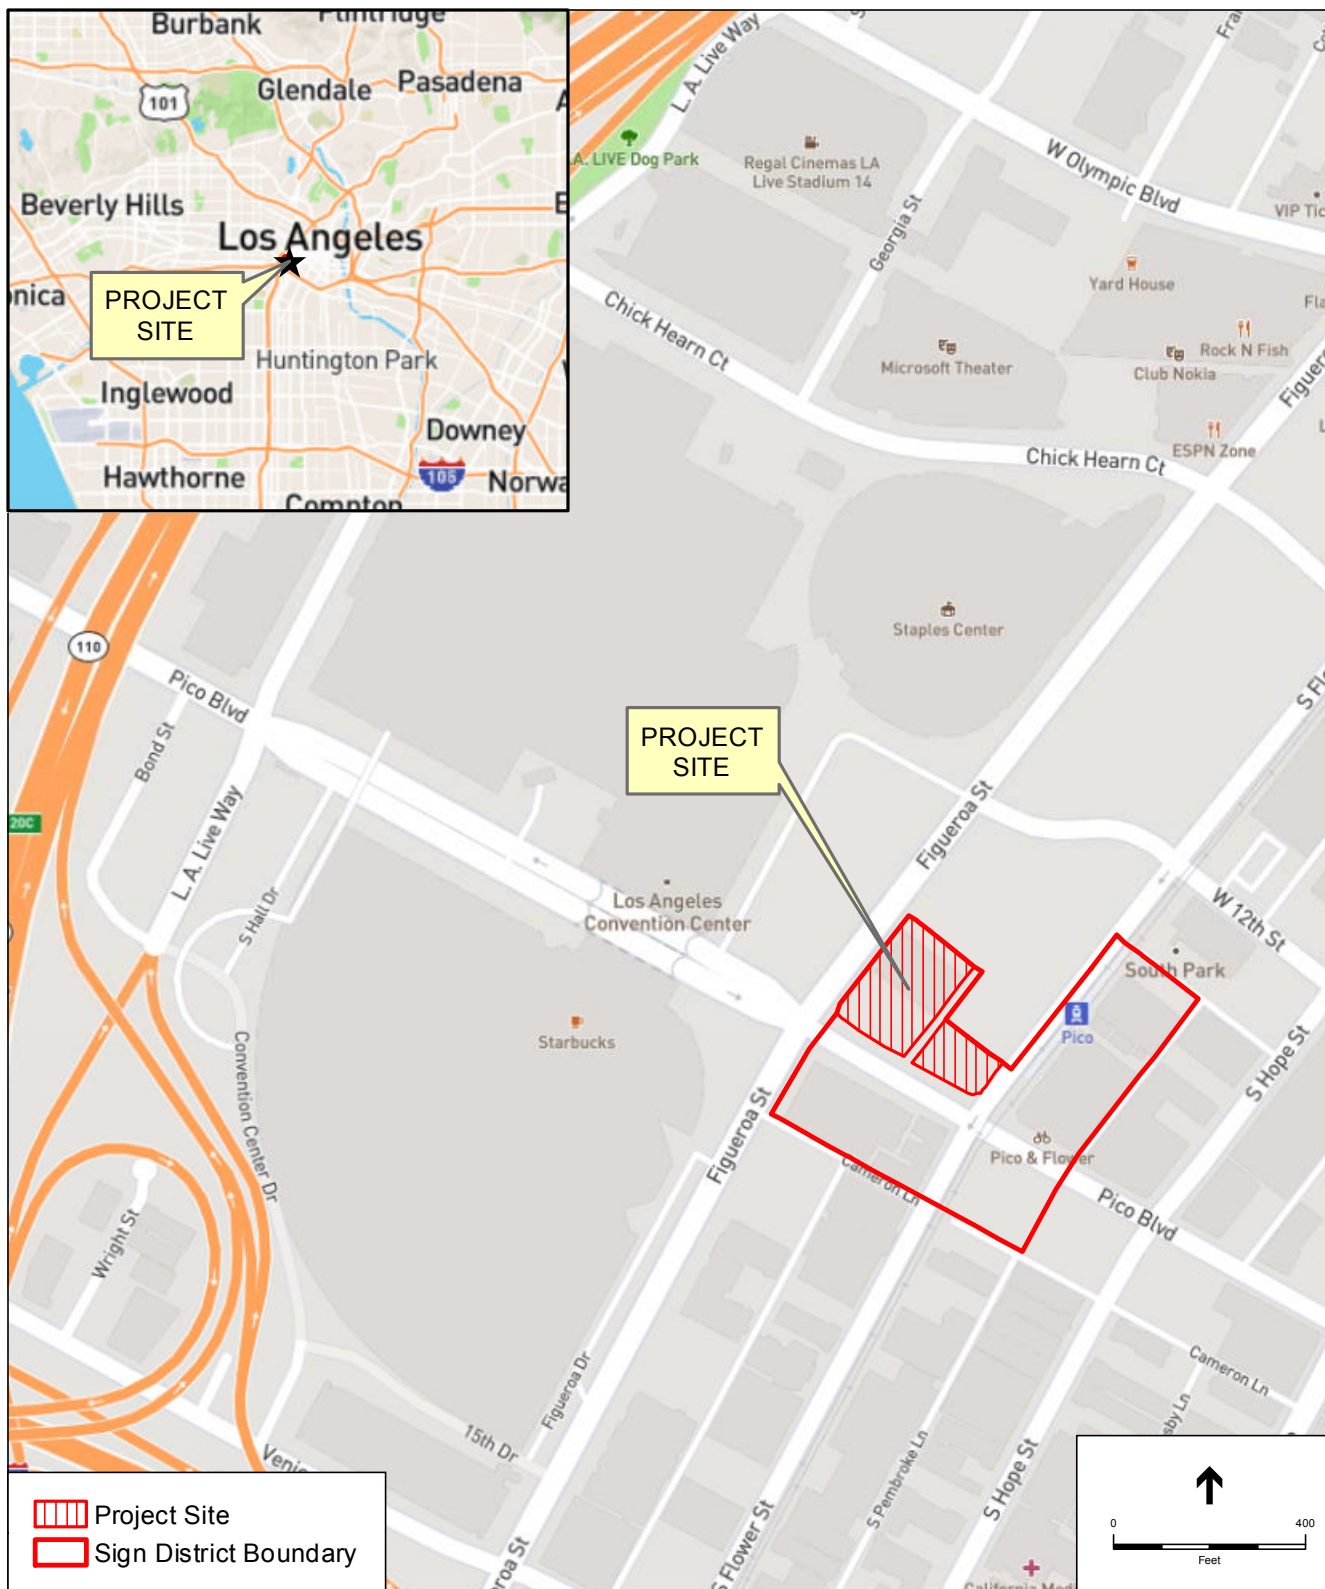 Burbank
Flintridge
101
Glendale
Pasadena
Beverly Hills
Los Angeles
PROJECT
SITE
Huntington Park
Inglewood
Downey
Hawthorne
105
Compton
L. A. Live Way
LIVE Dog Park
Regal Cinemas LA
Live Stadium 14
W Olympic Blvd
Georgia St
Yard House
Rock N Fish
Chick Hearn Ct
Microsoft Theater
Club Nokia
ESPN Zone
Chick Hearn Ct
Staples Center
110
Pico Blvd
Bond St
PROJECT
SITE
L. A. Live Way
Figueroa St
20C
S Hall Dr
Los Angeles
Convention Center
W 12th St
South Park
Starbucks
Pico
Convention Center Dr
S Hope St
Figueroa St
Pico & Flower
Cameron Ln
Pico Blvd
Wright St
Figueroa Dr
Cameron Ln
15th Dr
S Pembroke Ln
S Hope St
S Flower St
Project Site
Sign District Boundary
0
400
Feet